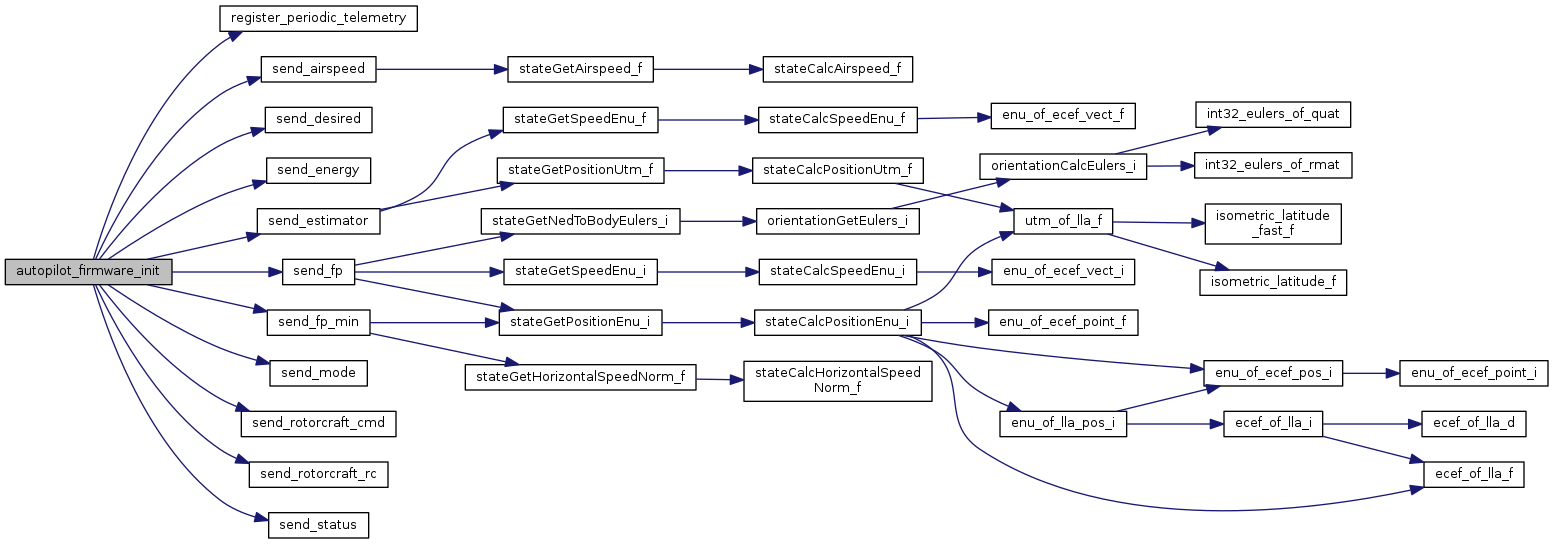 register_periodic_telemetry
send_airspeed
stateGetAirspeed_f
stateCalcAirspeed_f
send_desired
stateGetSpeedEnu_f
stateCalcSpeedEnu_f
enu_of_ecef_vect_f
int32_eulers_of_quat
send_energy
stateGetPositionUtm_f
stateCalcPositionUtm_f
orientationCalcEulers_i
int32_eulers_of_rmat
send_estimator
stateGetNedToBodyEulers_i
orientationGetEulers_i
utm_of_lla_f
isometric_latitude
_fast_f
autopilot_firmware_init
send_fp
stateGetSpeedEnu_i
stateCalcSpeedEnu_i
enu_of_ecef_vect_i
isometric_latitude_f
send_fp_min
stateGetPositionEnu_i
stateCalcPositionEnu_i
enu_of_ecef_point_f
send_mode
stateGetHorizontalSpeedNorm_f
stateCalcHorizontalSpeed
Norm_f
enu_of_ecef_pos_i
enu_of_ecef_point_i
send_rotorcraft_cmd
enu_of_lla_pos_i
ecef_of_lla_i
ecef_of_lla_d
send_rotorcraft_rc
ecef_of_lla_f
send_status